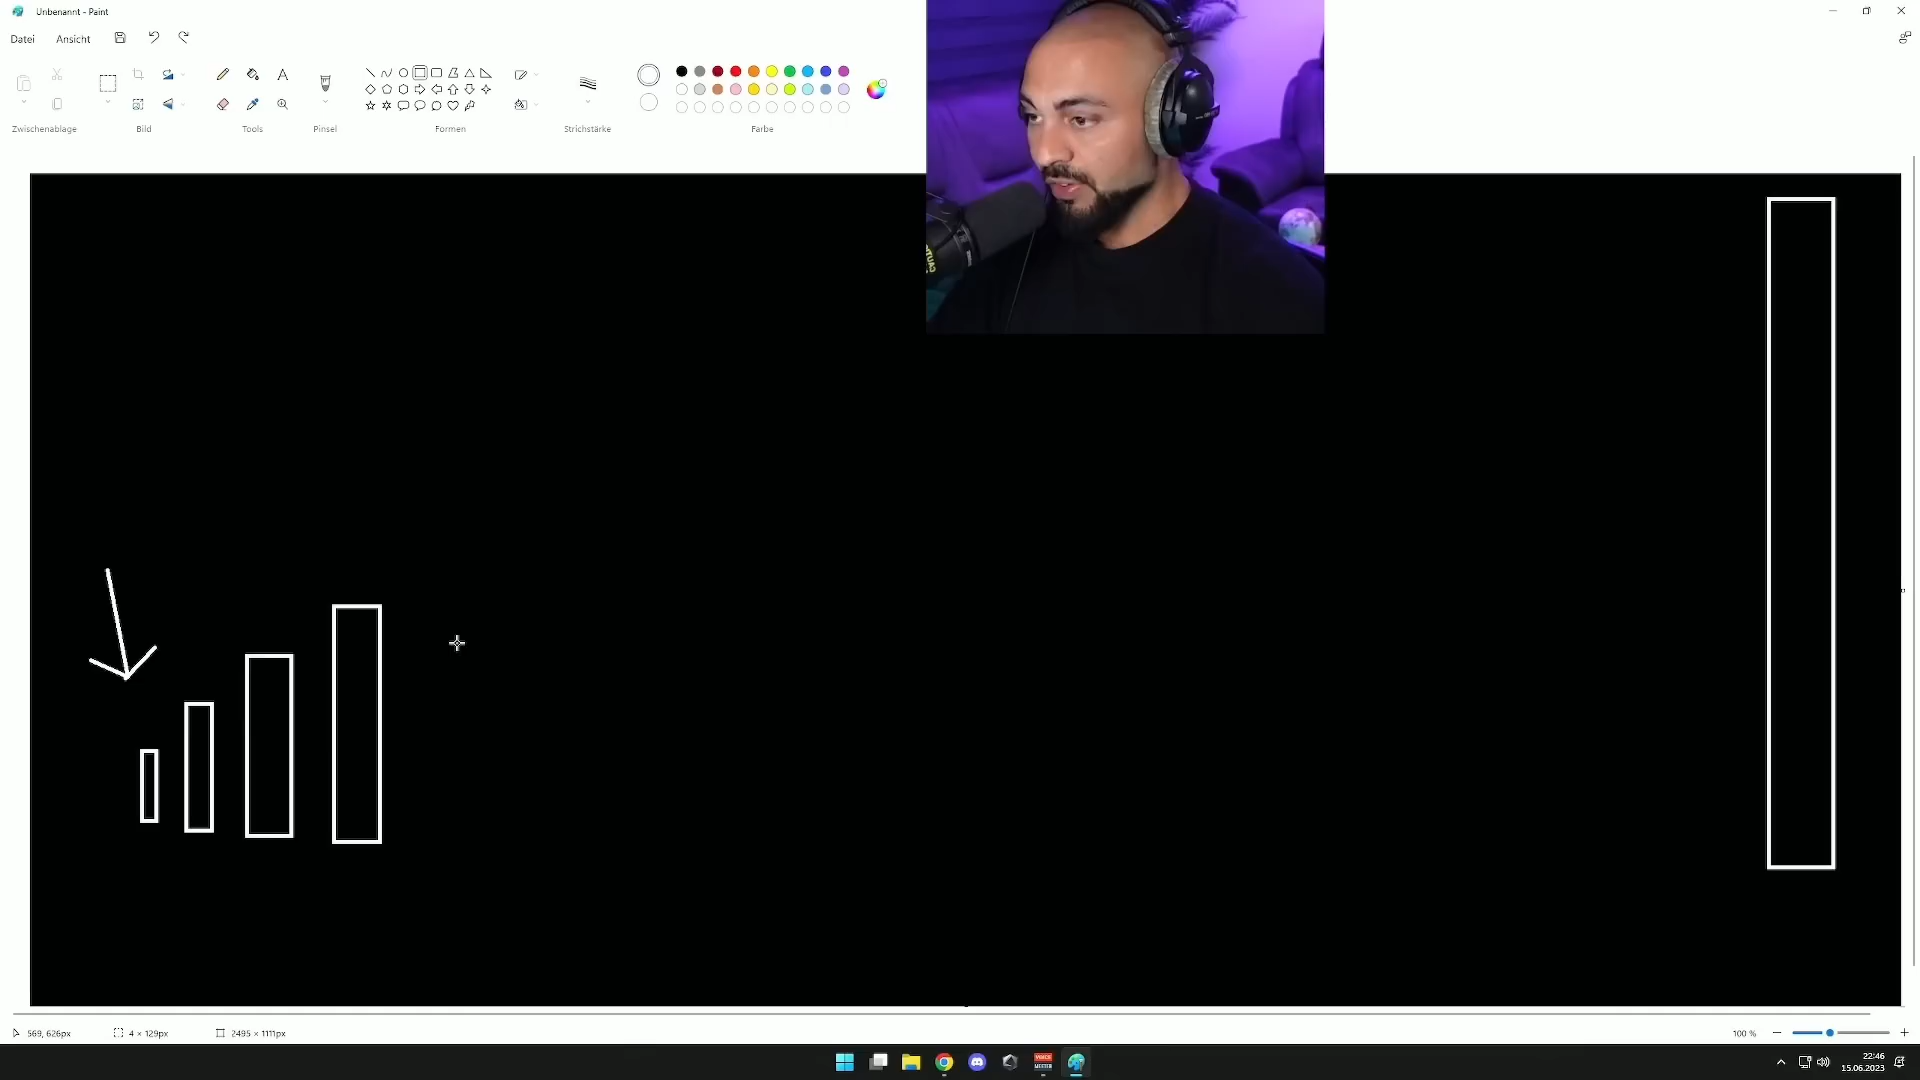 Unbenannt - Paint
Datei
Ansicht
Zwischenablage
Bild
Tools
Pinsel
Formen
Strichstärke
Farbe
569, 626px
4 × 129px
2495 × 1111px
100 %
22:46
15.06.2023